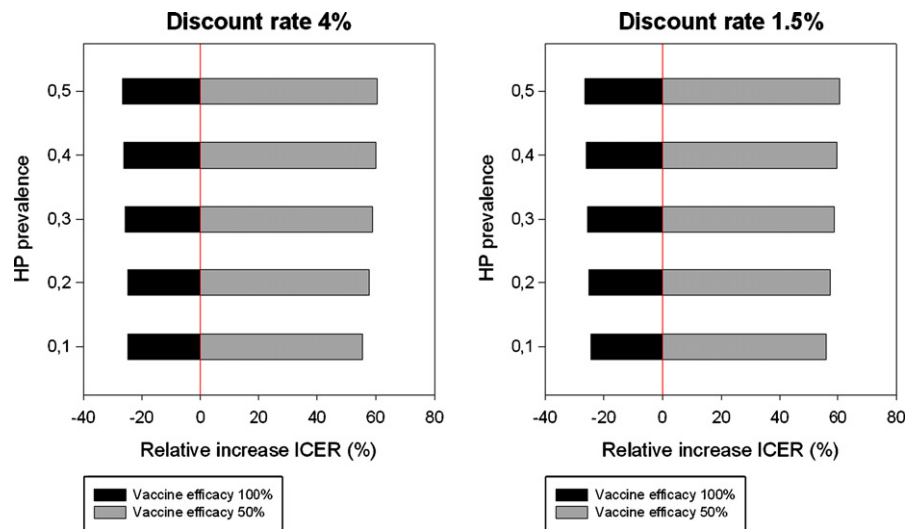 Discount rate 4%
HP prevalence
0,5
0,4
0,3
0,2
0,1
-40 -20 0 20 40 60 80
Relative increase ICER (%)
Vaccine efficacy 100%
Vaccine efficacy 50%
Discount rate 1.5%
HP prevalence
0,5
0,4
0,3
0,2
0,1
-40 -20 0 20 40 60 80
Relative increase ICER (%)
Vaccine efficacy 100%
Vaccine efficacy 50%